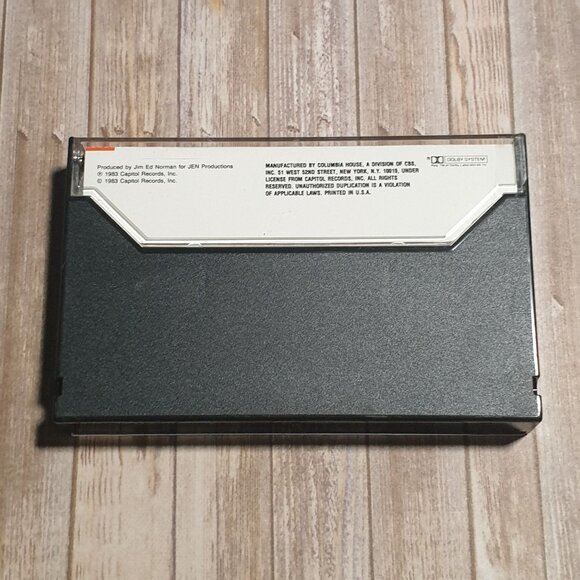 Produced by Jim Ed Norman for JEN Productions
℗ 1983 Capitol Records, Inc.
© 1983 Capitol Records, Inc.
MANUFACTURED BY COLUMBIA HOUSE, A DIVISION OF CBS,
INC. 51 WEST 52ND STREET, NEW YORK, N.Y. 10019, UNDER
LICENSE FROM CAPITOL RECORDS, INC. ALL RIGHTS
RESERVED. UNAUTHORIZED DUPLICATION IS A VIOLATION
OF APPLICABLE LAWS. PRINTED IN U.S.A.
DOLBY SYSTEM